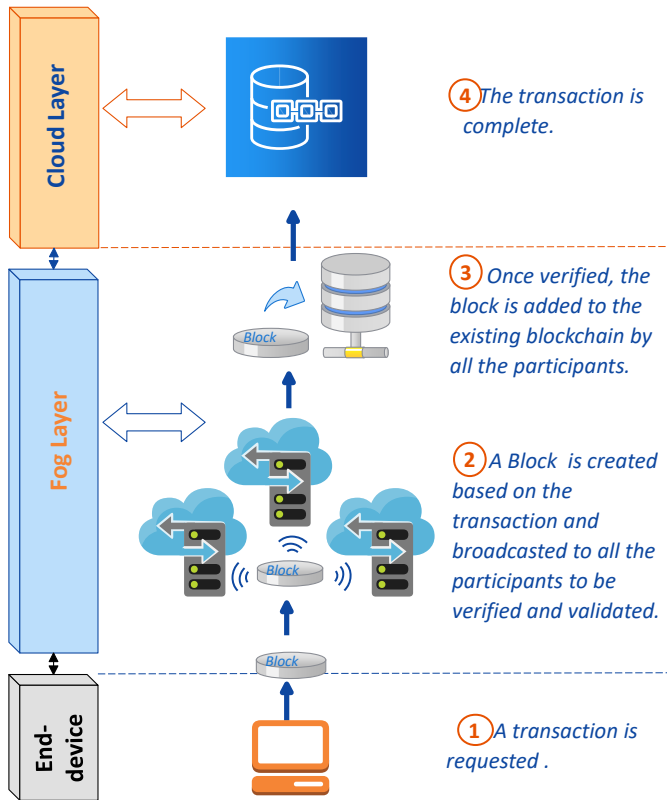 Cloud Layer
④ The transaction is
complete.
③ Once verified, the
block is added to the
existing blockchain by
all the participants.
Block
Fog Layer
② A Block is created
based on the
transaction and
broadcasted to all the
participants to be
verified and validated.
Block
Block
End-
device
① A transaction is
requested .